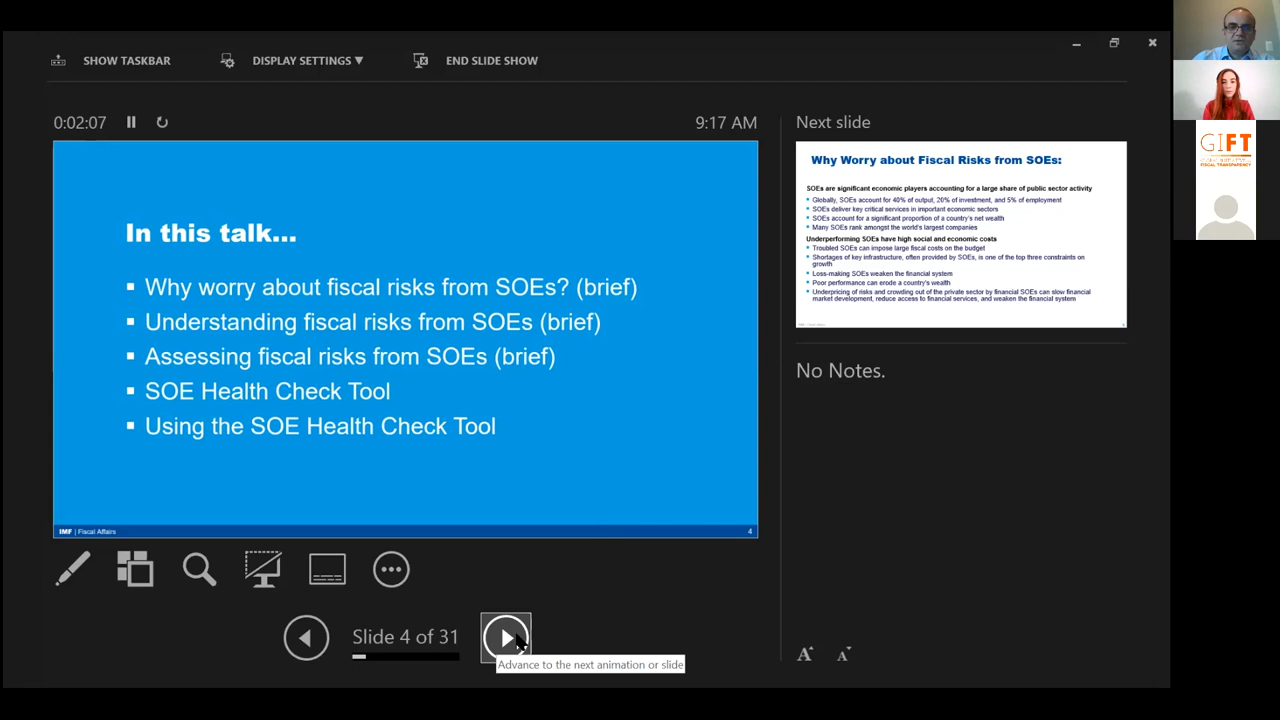 SHOW TASKBAR
DISPLAY SETTINGS ▼
END SLIDE SHOW
0:02:07
9:17 AM
In this talk...
▪ Why worry about fiscal risks from SOEs? (brief)
▪ Understanding fiscal risks from SOEs (brief)
▪ Assessing fiscal risks from SOEs (brief)
▪ SOE Health Check Tool
▪ Using the SOE Health Check Tool
IMF | Fiscal Affairs
4
Slide 4 of 31
Advance to the next animation or slide
Next slide
Why Worry about Fiscal Risks from SOEs:
SOEs are significant economic players accounting for a large share of public sector activity
▪ Globally, SOEs account for 40% of output, 20% of investment, and 5% of employment
▪ SOEs deliver key critical services in important economic sectors
▪ SOEs account for a significant proportion of a country's net wealth
▪ Many SOEs rank amongst the world's largest companies
Underperforming SOEs have high social and economic costs
▪ Troubled SOEs can impose large fiscal costs on the budget
▪ Shortages of key infrastructure, often provided by SOEs, is one of the top three constraints on
growth
▪ Loss-making SOEs weaken the financial system
▪ Poor performance can erode a country's wealth
▪ Underpricing of risks and crowding out of the private sector by financial SOEs can slow financial
market development, reduce access to financial services, and weaken the financial system
No Notes.
A A
GIFT
FISCAL TRANSPARENCY